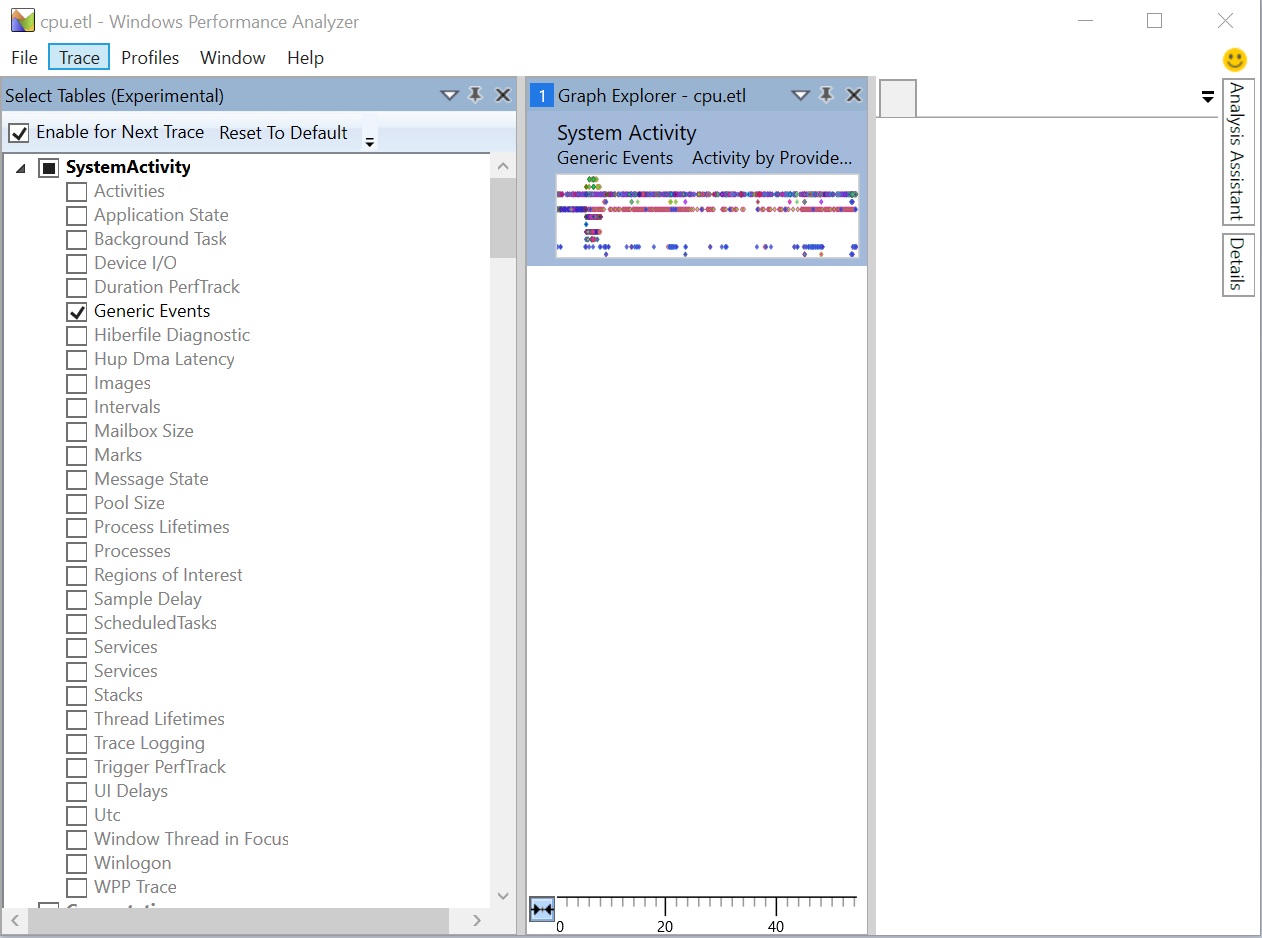 cpu.etl - Windows Performance Analyzer
File Trace Profiles Window Help
Select Tables (Experimental)
Enable for Next Trace Reset To Default
SystemActivity
Activities
Application State
Background Task
Device I/O
Duration PerfTrack
Generic Events
Hiberfile Diagnostic
Hup Dma Latency
Images
Intervals
Mailbox Size
Marks
Message State
Pool Size
Process Lifetimes
Processes
Regions of Interest
Sample Delay
ScheduledTasks
Services
Services
Stacks
Thread Lifetimes
Trace Logging
Trigger PerfTrack
UI Delays
Utc
Window Thread in Focus
Winlogon
WPP Trace
1 Graph Explorer - cpu.etl
System Activity
Generic Events Activity by Provide...
0 20 40
Analysis Assistant
Details